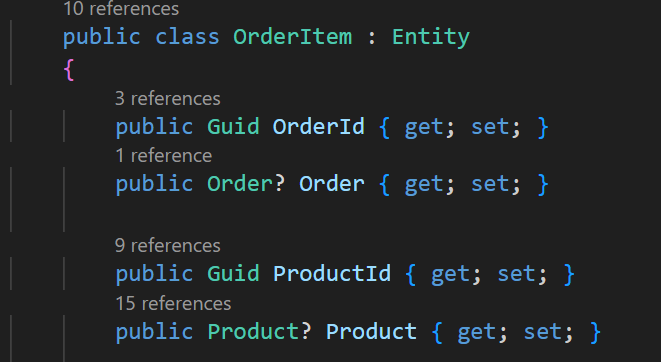 10 references
public class OrderItem : Entity
{
3 references
public Guid OrderId { get; set; }
1 reference
public Order? Order { get; set; }
9 references
public Guid ProductId { get; set; }
15 references
public Product? Product { get; set; }